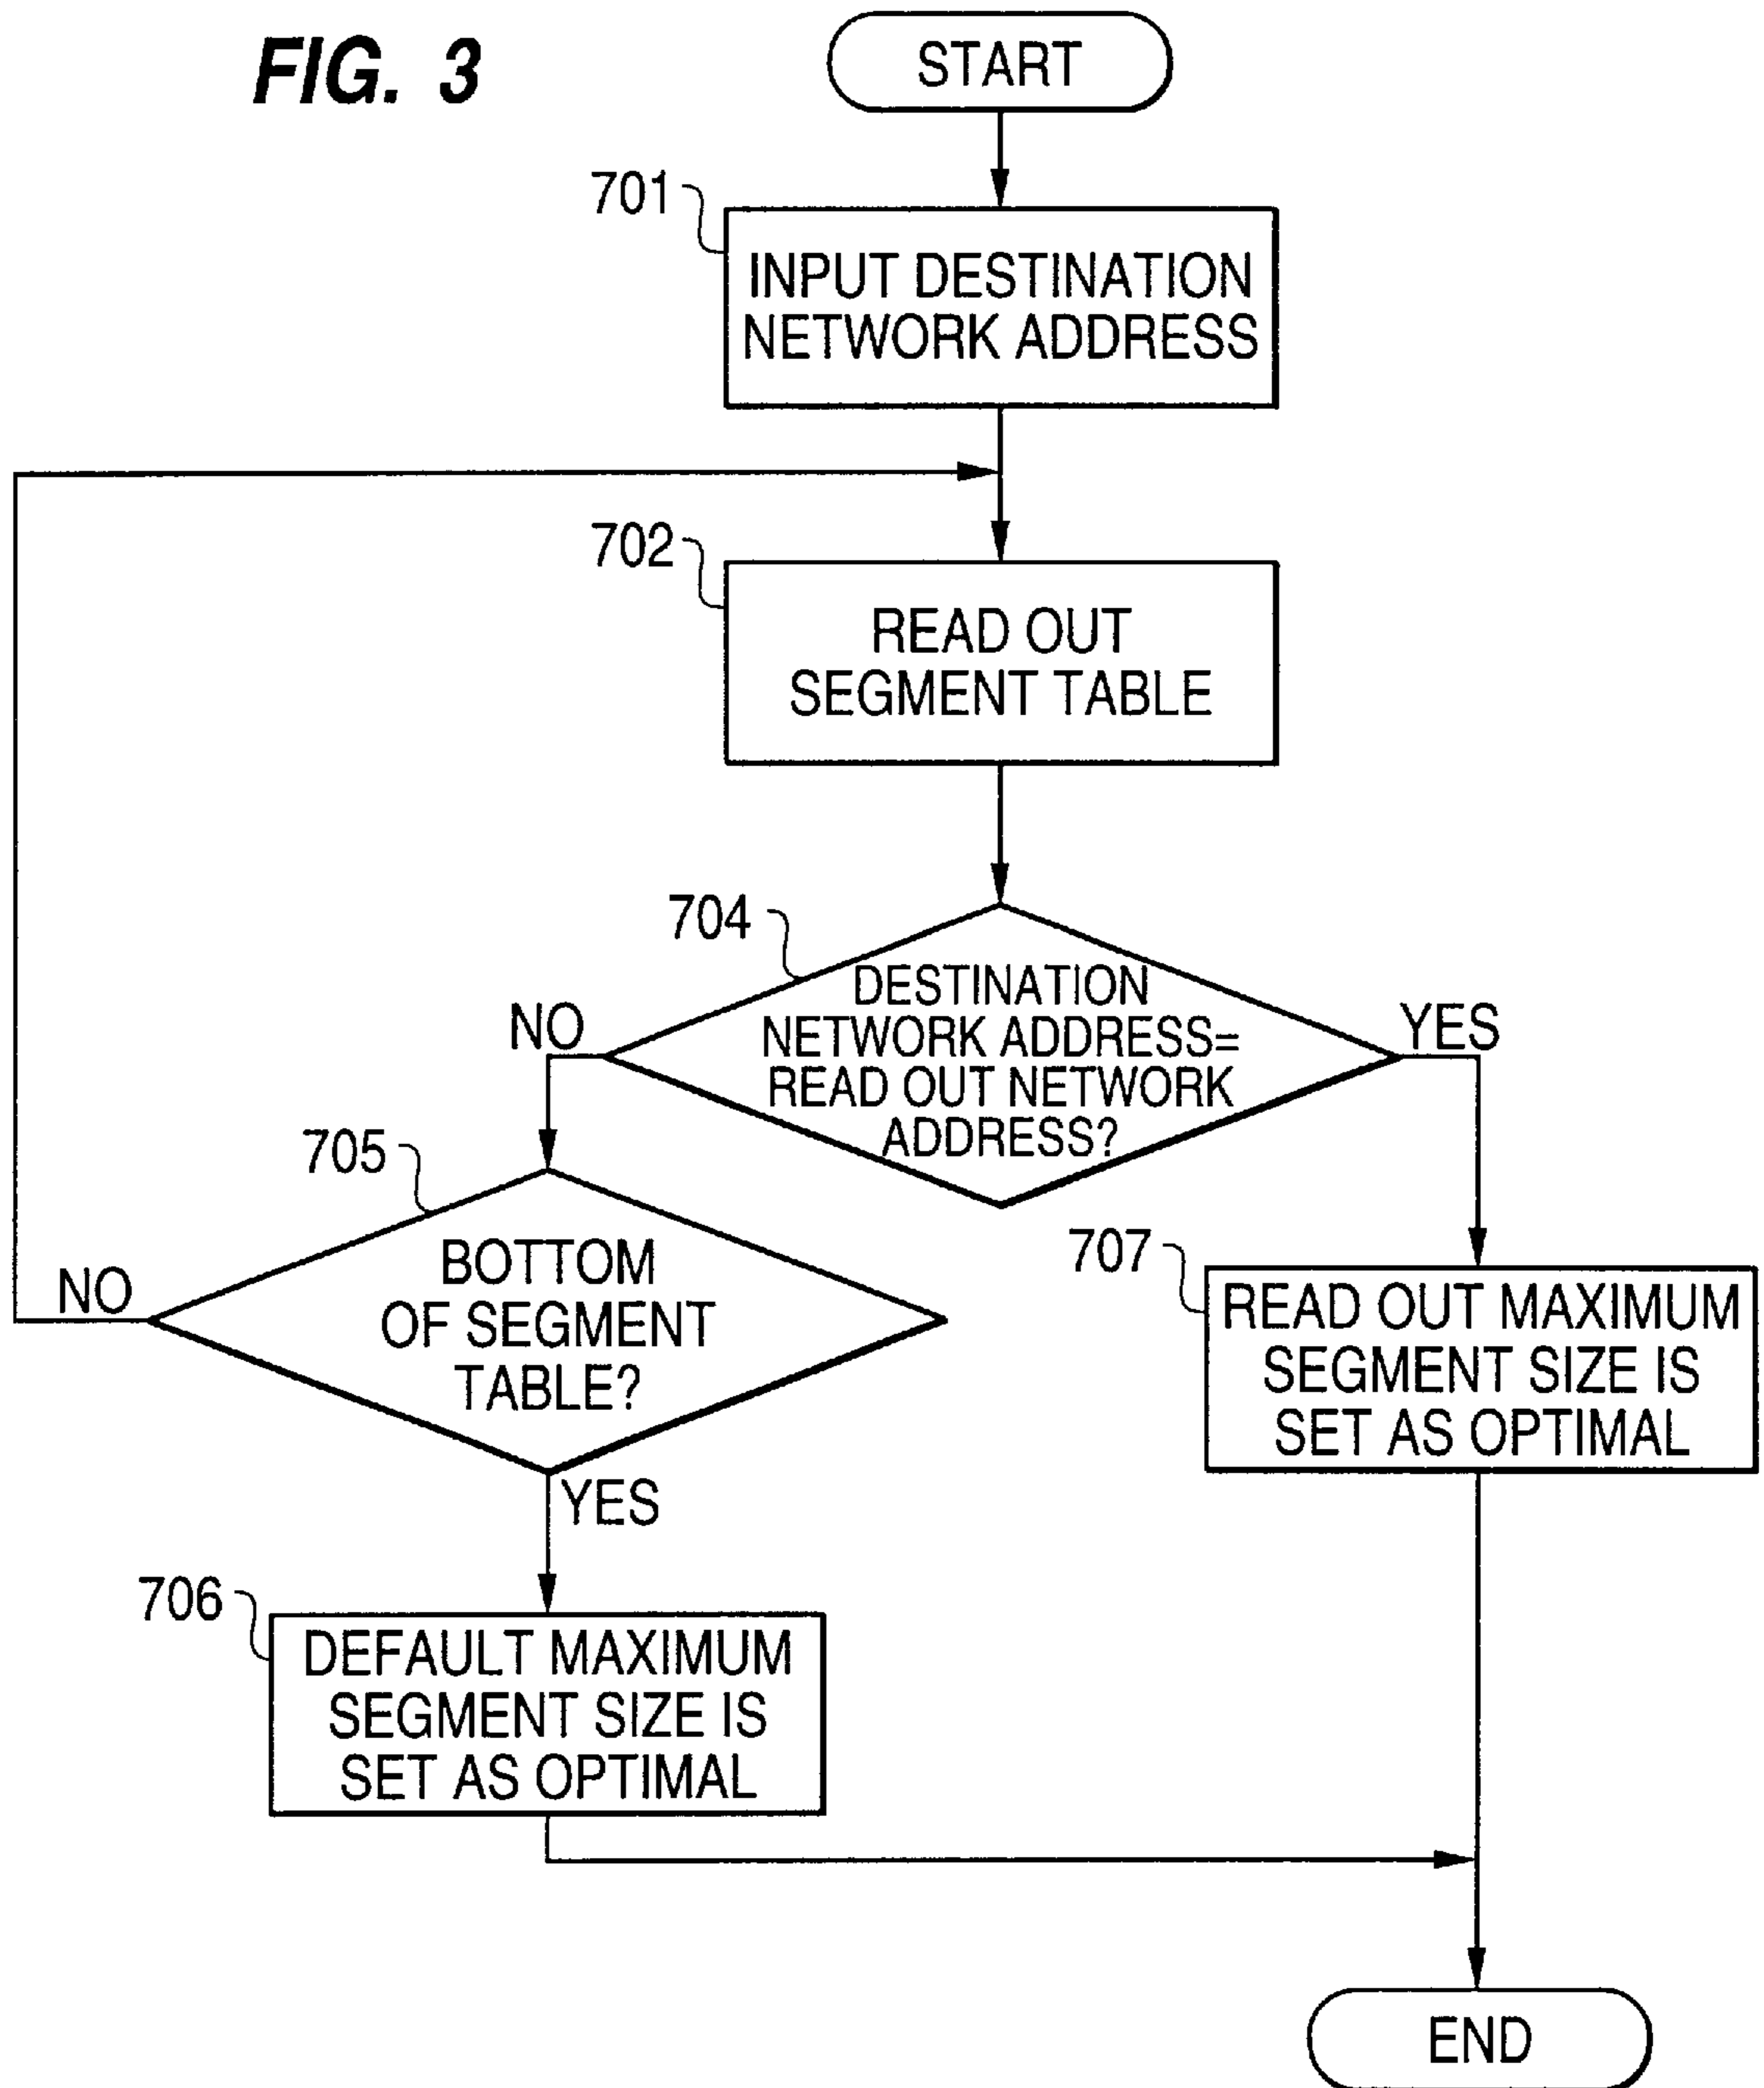 FIG. 3
START
701
INPUT DESTINATION
NETWORK ADDRESS
702
READ OUT
SEGMENT TABLE
704
DESTINATION
NETWORK ADDRESS=
READ OUT NETWORK
ADDRESS?
NO
YES
705
BOTTOM
OF SEGMENT
TABLE?
NO
YES
707
READ OUT MAXIMUM
SEGMENT SIZE IS
SET AS OPTIMAL
706
DEFAULT MAXIMUM
SEGMENT SIZE IS
SET AS OPTIMAL
END